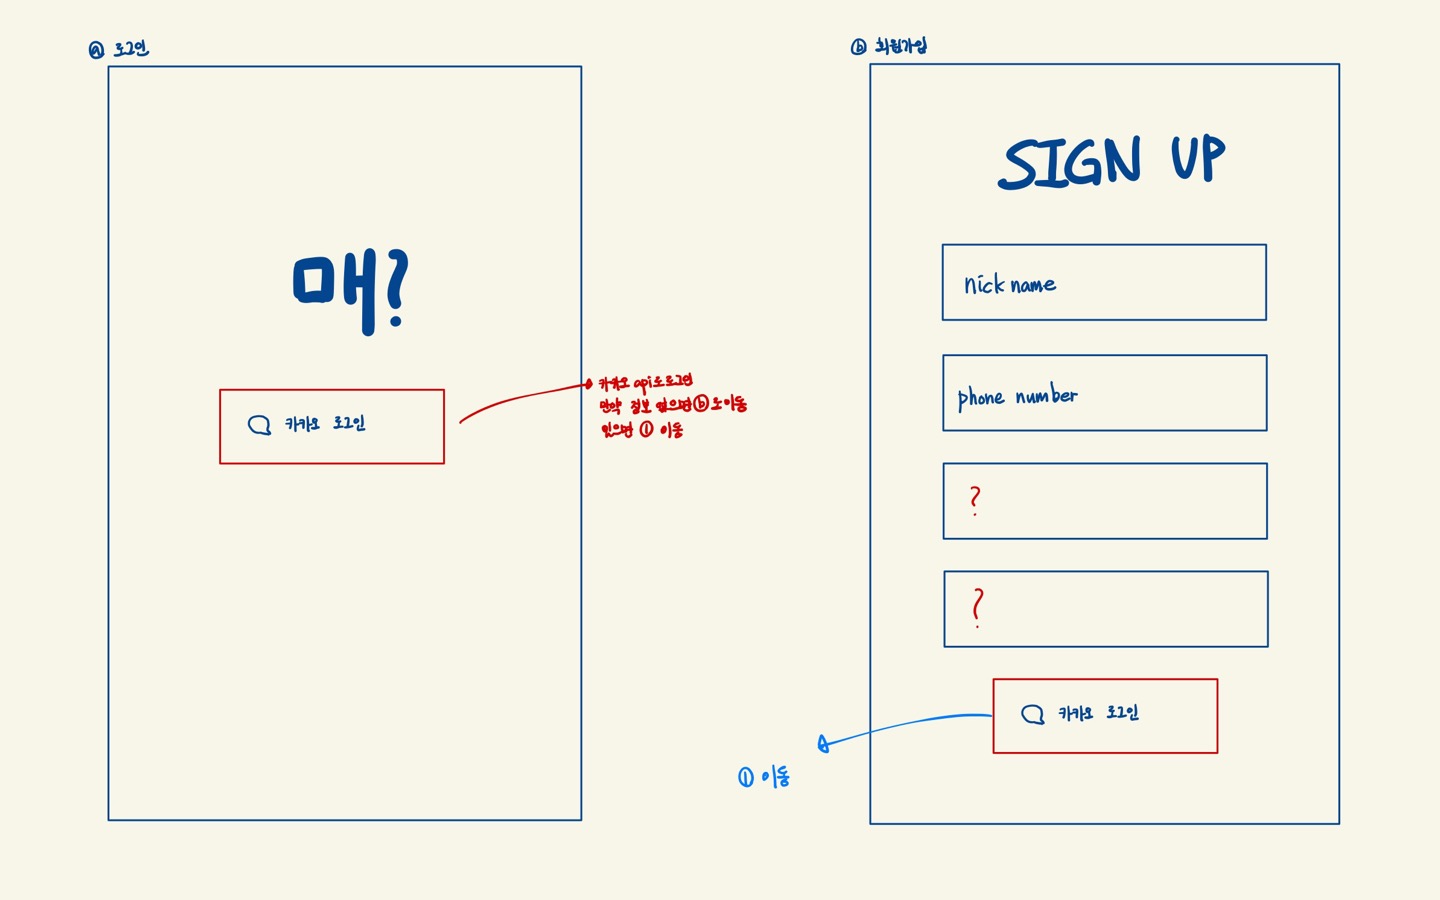 ⓐ 로그인
매?
카카오 로그인
카카오 api로 로그인
만약 정보 없으면 ⓑ로 이동
있으면 ① 이동
ⓑ 회원가입
SIGN UP
nick name
phone number
?
?
카카오 로그인
① 이동